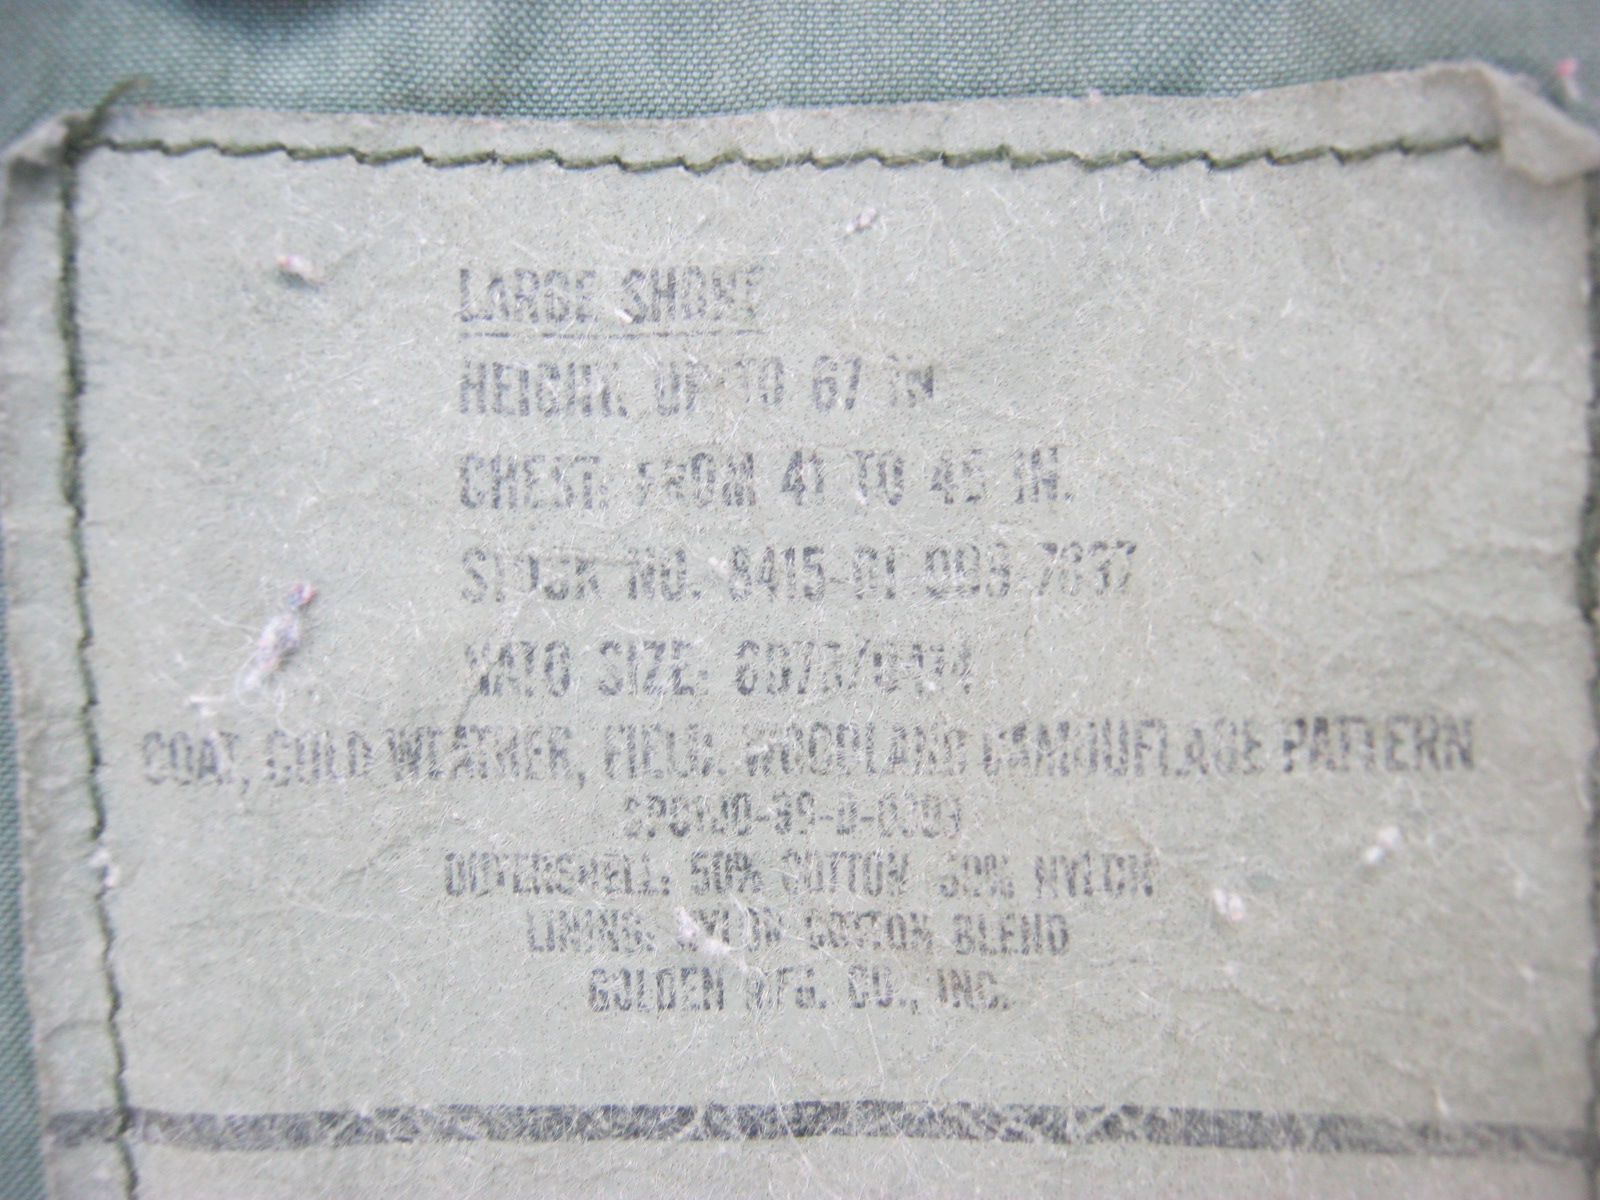 LARGE SHORT
HEIGHT: UP TO 67 IN
CHEST: FROM 41 TO 45 IN.
STOCK NO. 8415-01-099-7837
NATO SIZE:
COAT, COLD WEATHER, FIELD, WOODLAND CAMOUFLAGE PATTERN
OUTERSHELL: 50% COTTON 50% NYLON
LINING: NYLON COTTON BLEND
GOLDEN MFG. CO., INC.